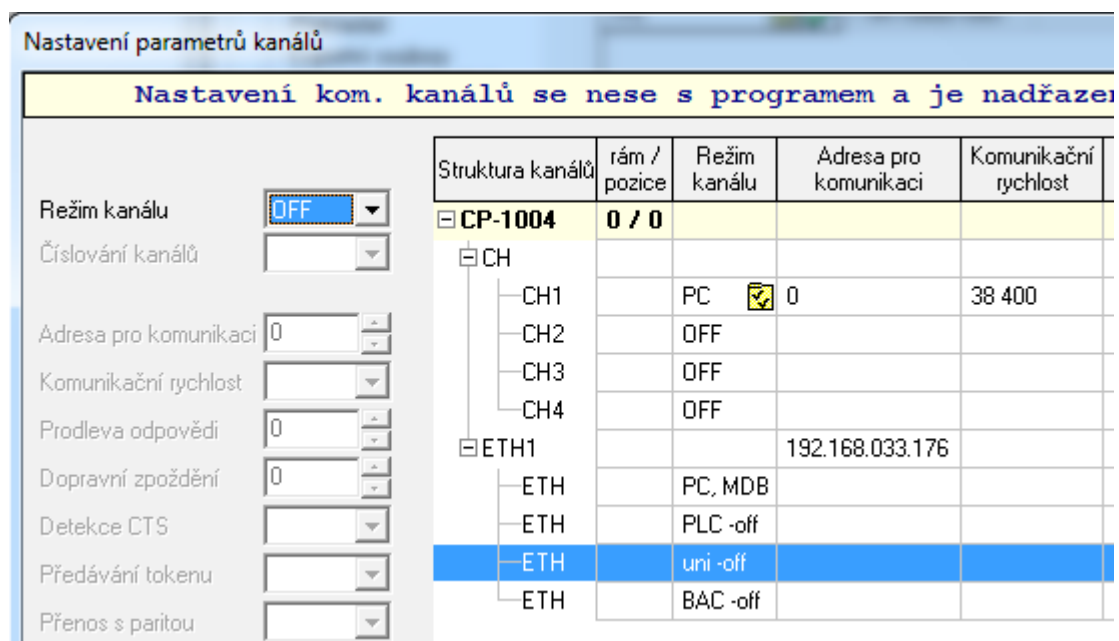 Nastavení parametrů kanálů
Nastavení kom. kanálů se nese s programem a je nadřazen
Struktura kanálů rám / pozice Režim kanálu Adresa pro komunikaci Komunikační rychlost
Režim kanálu OFF
Číslování kanálů
Adresa pro komunikaci 0
Komunikační rychlost
Prodleva odpovědi 0
Dopravní zpoždění 0
Detekce CTS
Předávání tokenu
Přenos s paritou
CP-1004 0 / 0
CH
CH1 PC 0 38 400
CH2 OFF
CH3 OFF
CH4 OFF
ETH1 192.168.033.176
ETH PC, MDB
ETH PLC -off
ETH uni -off
ETH BAC -off